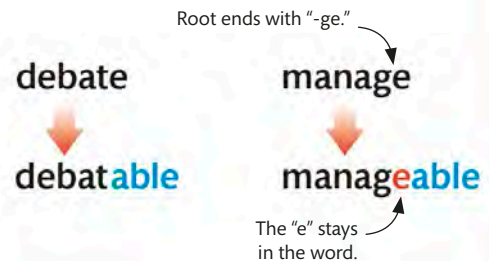 Root ends with “-ge.”
debate
manage
debatable
manageable
The “e” stays
in the word.